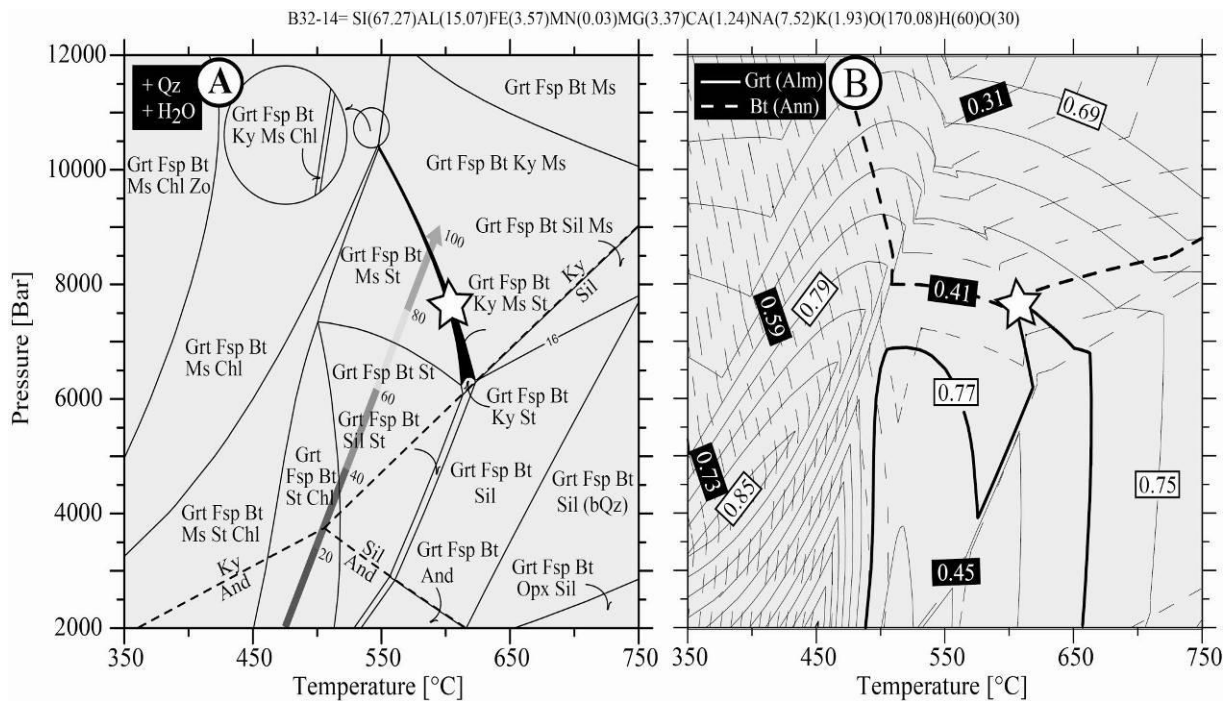 B32-14= SI(67.27)AL(15.07)FE(3.57)MN(0.03)MG(3.37)CA(1.24)NA(7.52)K(1.93)O(170.08)H(60)O(30)
12000
10000
8000
6000
4000
2000
Pressure [Bar]
+ Qz
+ H2O
A
Grt Fsp Bt
Ky Ms Chl
Grt Fsp Bt Ms
Grt Fsp Bt
Ms Chl Zo
Grt Fsp Bt Ky Ms
Grt Fsp Bt Sil Ms
Grt Fsp Bt
Ms St
100
Ky
Sil
Grt Fsp Bt
Ky Ms St
80
Grt Fsp Bt
Ms Chl
16
Grt Fsp Bt St
60
Grt Fsp Bt
Ky St
Grt Fsp Bt
Sil St
Grt
Fsp Bt
St Chl
40
Grt Fsp Bt
Sil
Grt Fsp Bt
Sil (bQz)
Grt Fsp Bt
Ms St Chl
20
Ky
And
Sil
And
Grt Fsp Bt
And
Grt Fsp Bt
Opx Sil
350
450
550
650
750
Temperature [°C]
Grt (Alm)
Bt (Ann)
B
0.31
0.69
0.59
0.79
0.41
0.77
0.73
0.85
0.75
0.45
350
450
550
650
750
Temperature [°C]